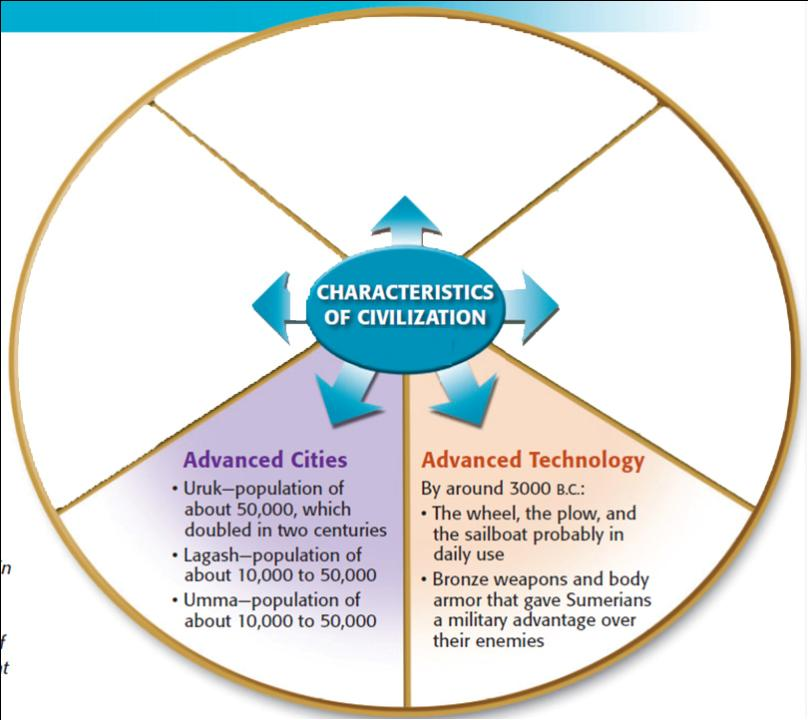 CHARACTERISTICS
OF CIVILIZATION
Advanced Cities
• Uruk—population of
about 50,000, which
doubled in two centuries
• Lagash—population of
about 10,000 to 50,000
• Umma—population of
about 10,000 to 50,000
Advanced Technology
By around 3000 B.C.:
• The wheel, the plow, and
the sailboat probably in
daily use
• Bronze weapons and body
armor that gave Sumerians
a military advantage over
their enemies